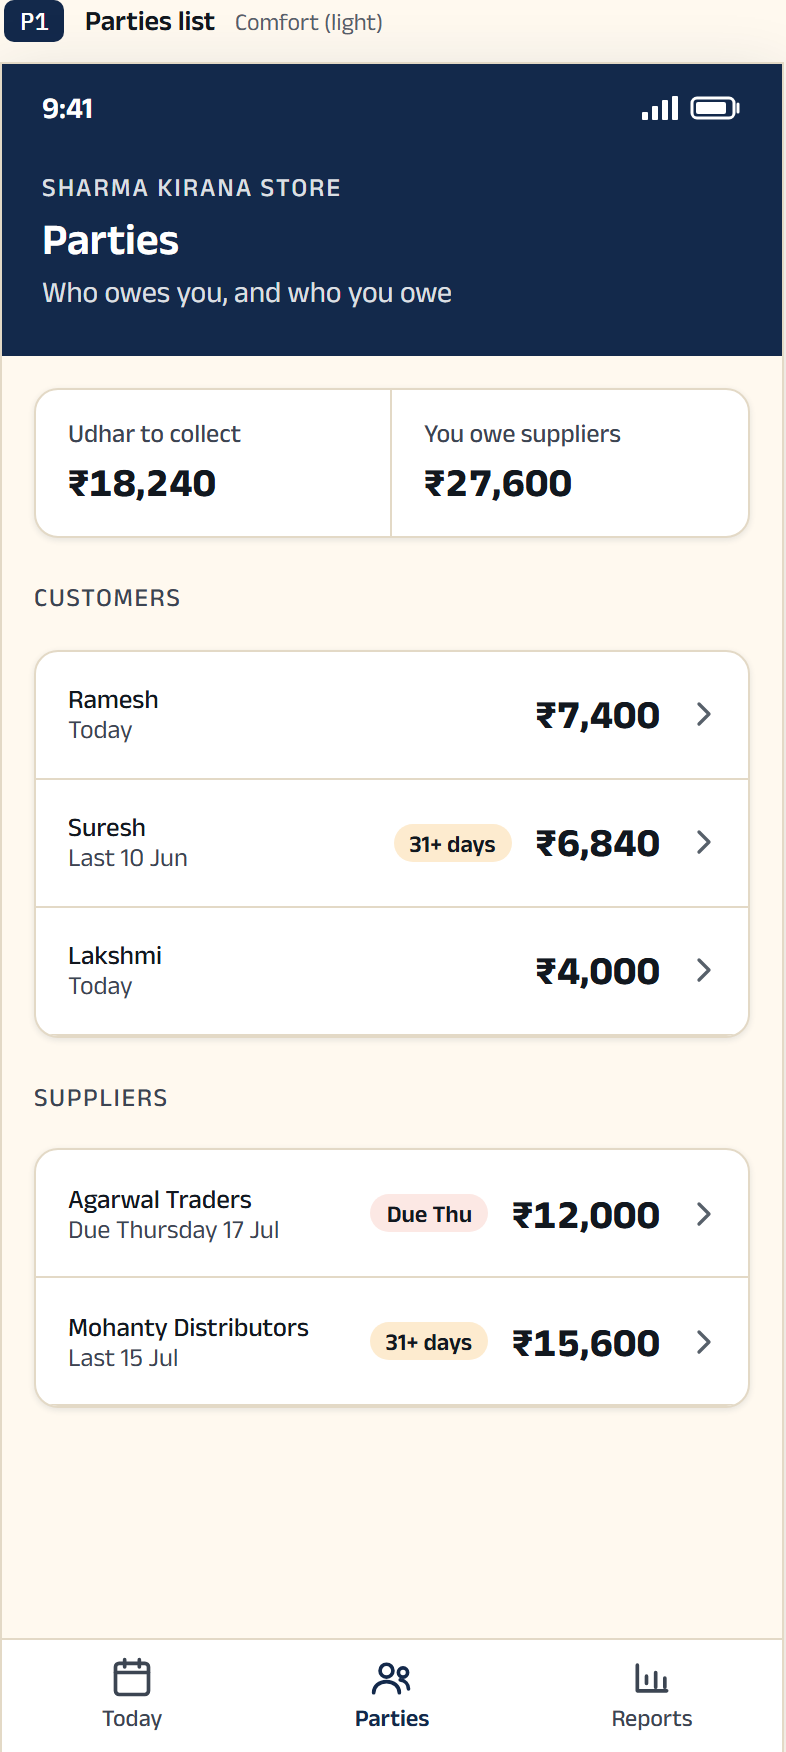 P1 Parties list Comfort (light)
9:41
SHARMA KIRANA STORE
Parties
Who owes you, and who you owe
Udhar to collect You owe suppliers
₹18,240 ₹27,600
CUSTOMERS
Ramesh
Today
₹7,400
Suresh
Last 10 Jun
31+ days ₹6,840
Lakshmi
Today
₹4,000
SUPPLIERS
Agarwal Traders
Due Thursday 17 Jul
Due Thu ₹12,000
Mohanty Distributors
Last 15 Jul
31+ days ₹15,600
Today Parties Reports